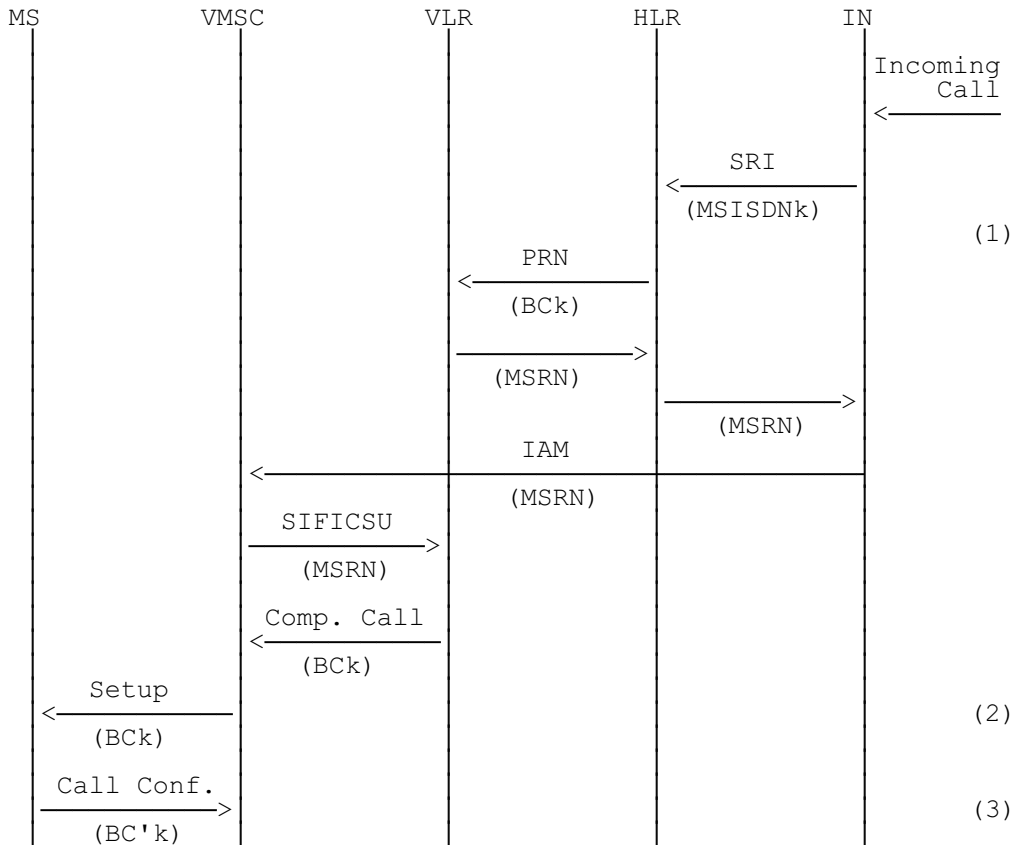 MS VMSC VLR HLR IN
Incoming
Call
SRI
(MSISDNk)
(1)
PRN
(BCk)
(MSRN)
(MSRN)
IAM
(MSRN)
SIFICSU
(MSRN)
Comp. Call
(BCk)
Setup
(2)
(BCk)
Call Conf.
(3)
(BC'k)